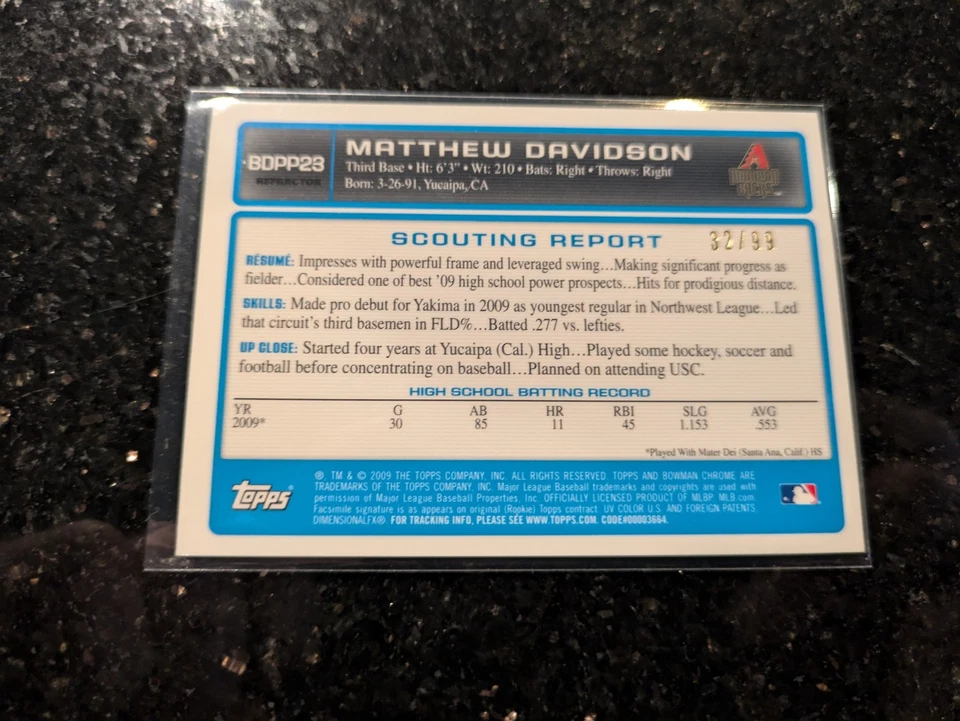 BDPP23
REFRACTOR
MATTHEW DAVIDSON
Third Base • Ht: 6'3" • Wt: 210 • Bats: Right • Throws: Right
Born: 3-26-91, Yucaipa, CA
SCOUTING REPORT 32/99
RÉSUMÉ: Impresses with powerful frame and leveraged swing...Making significant progress as
fielder...Considered one of best '09 high school power prospects...Hits for prodigious distance.
SKILLS: Made pro debut for Yakima in 2009 as youngest regular in Northwest League...Led
that circuit's third basemen in FLD%...Batted .277 vs. lefties.
UP CLOSE: Started four years at Yucaipa (Cal.) High...Played some hockey, soccer and
football before concentrating on baseball...Planned on attending USC.
HIGH SCHOOL BATTING RECORD
YR G AB HR RBI SLG AVG
2009* 30 85 11 45 1.153 .553
*Played With Mater Dei (Santa Ana, Calif.) HS
Topps
® TM & © 2009 THE TOPPS COMPANY, INC. ALL RIGHTS RESERVED. TOPPS AND BOWMAN CHROME ARE
TRADEMARKS OF THE TOPPS COMPANY, INC. Major League Baseball trademarks and copyrights are used with
permission of Major League Baseball Properties, Inc. OFFICIALLY LICENSED PRODUCT OF MLBP MLB.com
Facsimile signature is as appears on original (Rookie) Topps contract UV COLOR U.S. AND FOREIGN PATENTS
DIMENSIONALFX® FOR TRACKING INFO, PLEASE SEE WWW.TOPPS.COM. CODE#00003664.